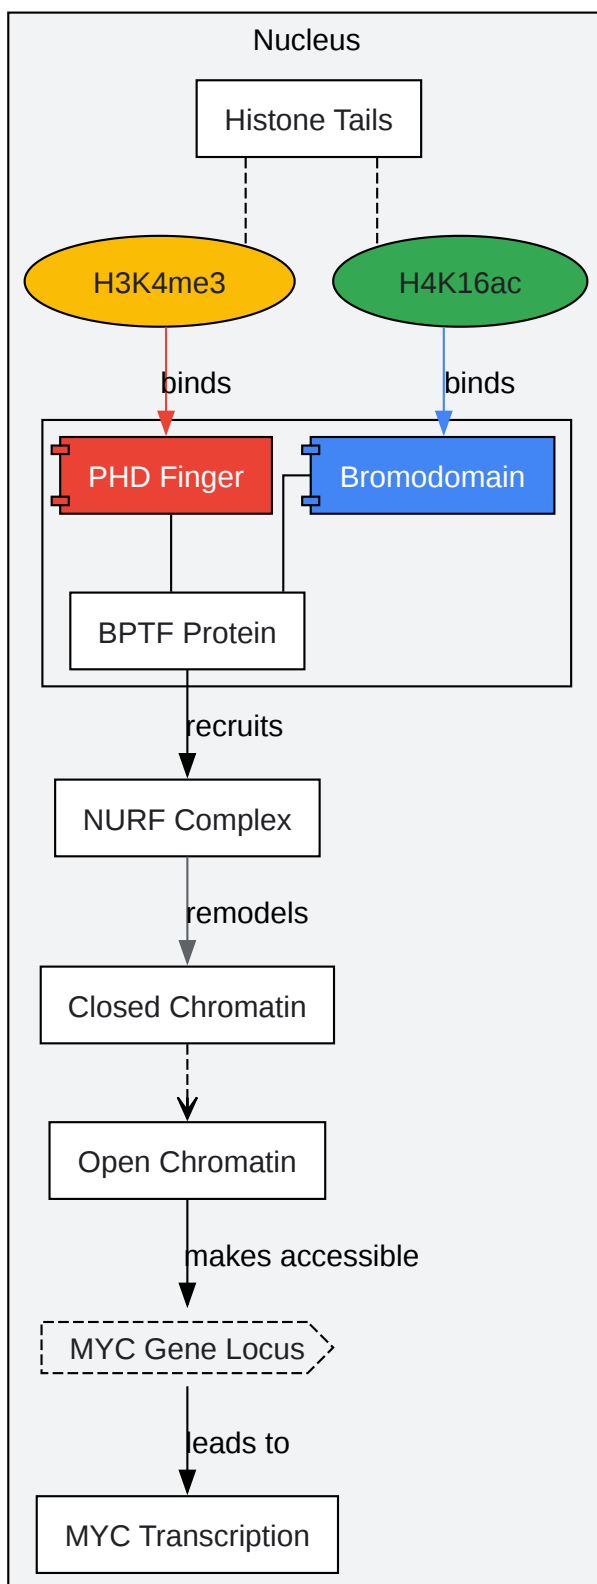 Nucleus
Histone Tails
H3K4me3
H4K16ac
binds
binds
PHD Finger
Bromodomain
BPTF Protein
recruits
NURF Complex
remodels
Closed Chromatin
Open Chromatin
makes accessible
MYC Gene Locus
leads to
MYC Transcription